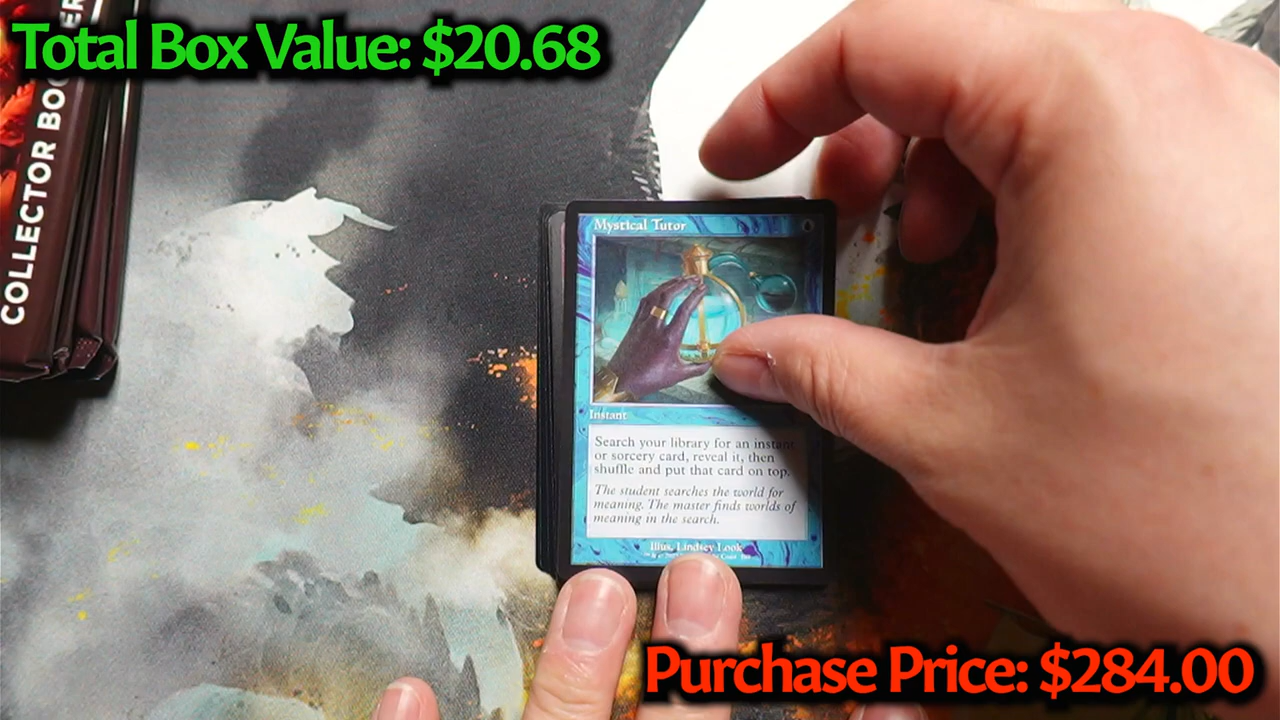 Total Box Value: $20.68
COLLECTOR BOOSTER
Mystical Tutor
Instant
Search your library for an instant
or sorcery card, reveal it, then
shuffle and put that card on top.
The student searches the world for
meaning. The master finds worlds of
meaning in the search.
Illus. Lindsey Look
Purchase Price: $284.00